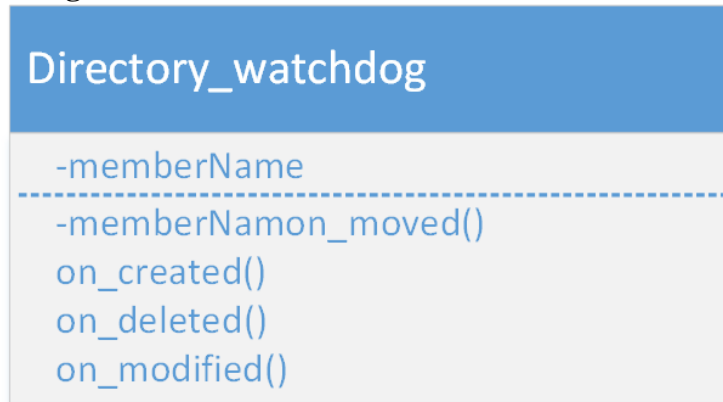 Directory_watchdog
-memberName
-memberNamon_moved()
on_created()
on_deleted()
on_modified()